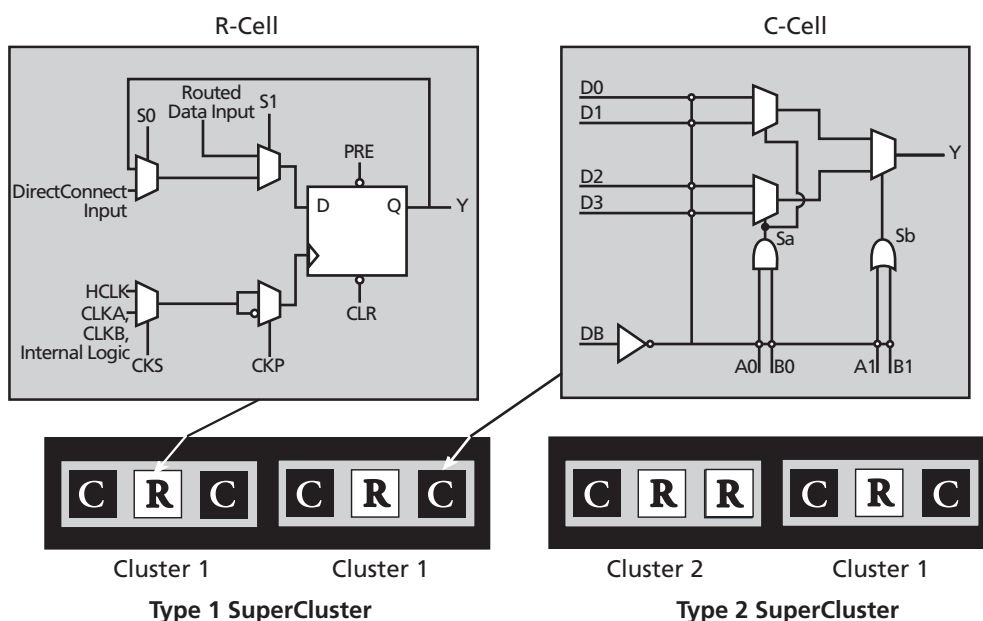 R-Cell
C-Cell
Routed
Data Input
S0
S1
PRE
DirectConnect
Input
D
Q
Y
HCLK
CLKA,
CLKB,
Internal Logic
CKS
CKP
CLR
D0
D1
D2
D3
Sa
Sb
Y
DB
A0
B0
A1
B1
C R C
C R C
C R R
C R C
Cluster 1
Cluster 1
Cluster 2
Cluster 1
Type 1 SuperCluster
Type 2 SuperCluster